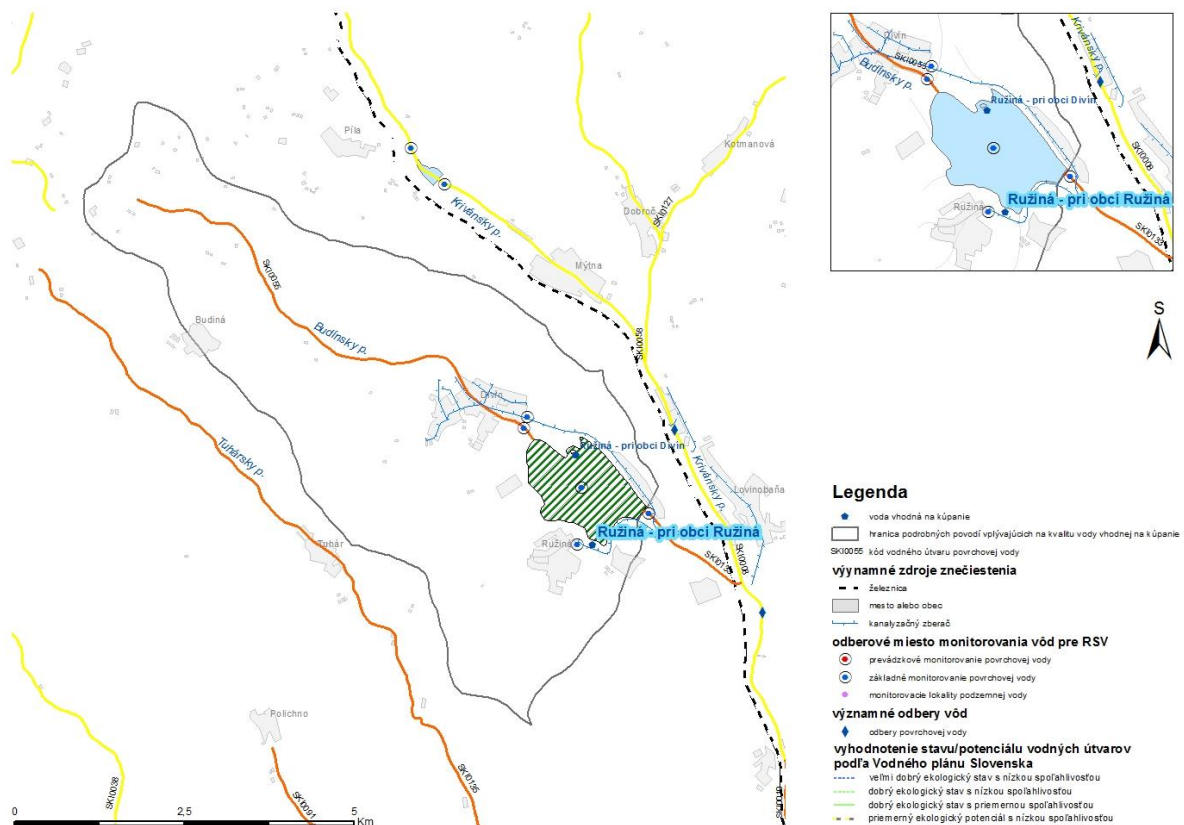 Píla
Kotmanová
Krivánsky p.
Dobroč
SKI0127
Mýtna
SKI0055
Budiná
Budínsky p.
SKI0058
Divín
Tuhársky p.
Ružiná - pri obci Divín
Krivánsky p.
Lovinobaňa
Ružiná - pri obci Ružiná
Ružiná
Tuhár
Polichno
SKI0038
SKI0091
SKI0135
0
2,5
5
Km
Divín
Krivánsky p.
SKI0055
Budínsky p.
Ružiná - pri obci Divín
SKI0008
Ružiná - pri obci Ružiná
Ružiná
SKI0133
S
Legenda
voda vhodná na kúpanie
hranica podrobných povodí vplývajúcich na kvalitu vody vhodnej na kúpanie
SKI0055 kód vodného útvaru povrchovej vody
významné zdroje znečistenia
železnica
mesto alebo obec
kanalyzačný zberač
odberové miesto monitorovania vôd pre RSV
prevádzkové monitorovanie povrchovej vody
základné monitorovanie povrchovej vody
monitorovacie lokality podzemnej vody
významné odbery vôd
odbery povrchovej vody
vyhodnotenie stavu/potenciálu vodných útvarov
podľa Vodného plánu Slovenska
veľmi dobrý ekologický stav s nízkou spoľahlivosťou
dobrý ekologický stav s nízkou spoľahlivosťou
dobrý ekologický stav s priemernou spoľahlivosťou
priemerný ekologický potenciál s nízkou spoľahlivosťou